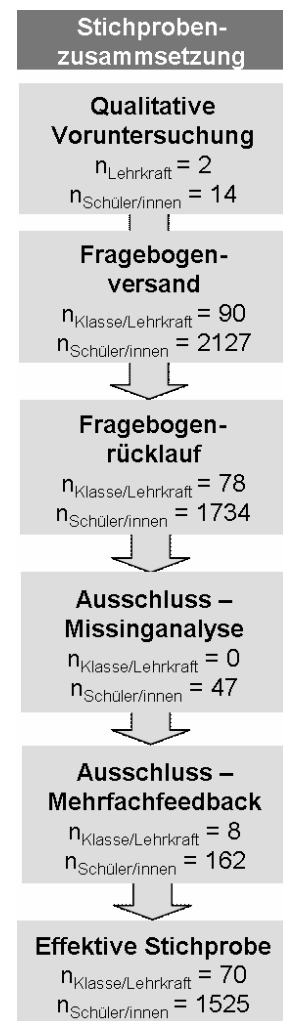 Stichproben-
zusammsetzung
Qualitative
Voruntersuchung
nLehrkraft = 2
nSchüler/innen = 14
Fragebogen-
versand
nKlasse/Lehrkraft = 90
nSchüler/innen = 2127
Fragebogen-
rücklauf
nKlasse/Lehrkraft = 78
nSchüler/innen = 1734
Ausschluss –
Missinganalyse
nKlasse/Lehrkraft = 0
nSchüler/innen = 47
Ausschluss –
Mehrfachfeedback
nKlasse/Lehrkraft = 8
nSchüler/innen = 162
Effektive Stichprobe
nKlasse/Lehrkraft = 70
nSchüler/innen = 1525